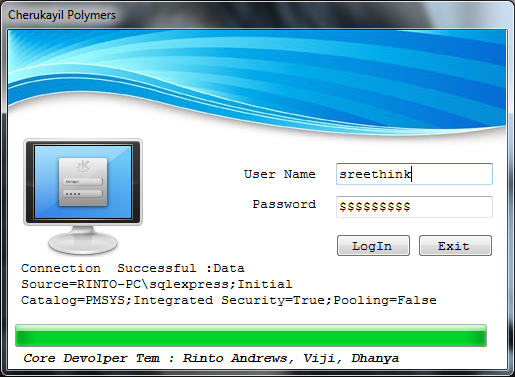 Cherukayil Polymers
User Name sreethink
Password $$$$$$$$$
LogIn Exit
Connection  Successful :Data
Source=RINTO-PC\sqlexpress;Initial
Catalog=PMSYS;Integrated Security=True;Pooling=False
Core Devolper Tem : Rinto Andrews, Viji, Dhanya